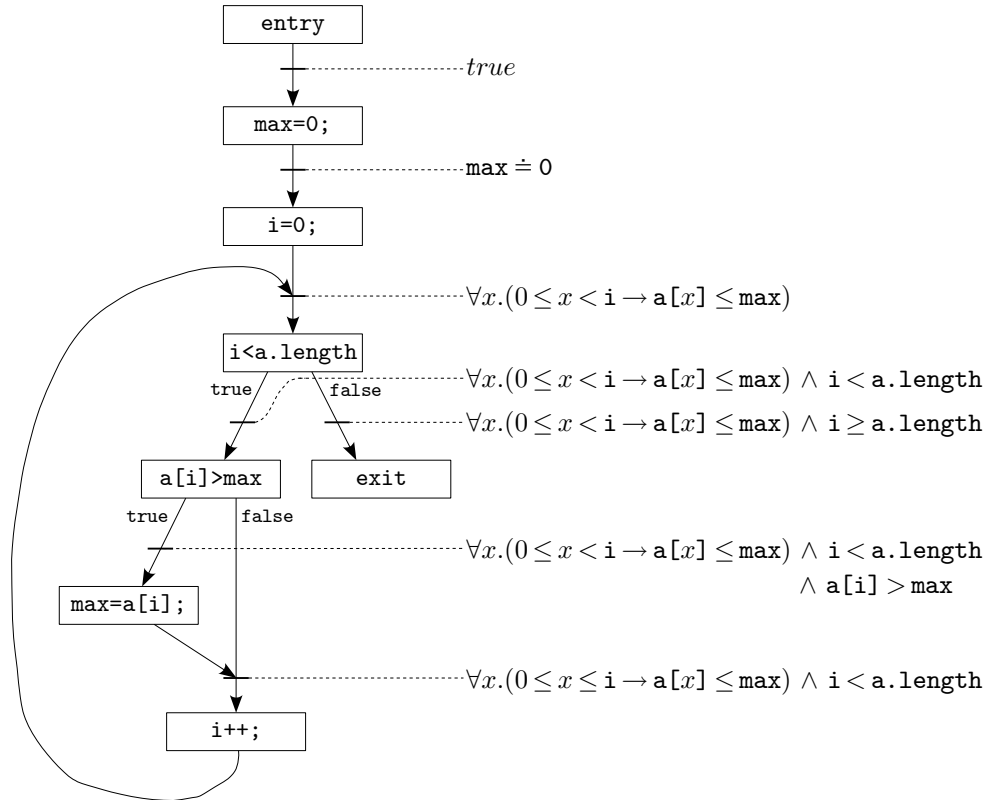 entry
true
max=0;
max ≐ 0
i=0;
∀x.(0 ≤ x < i → a[x] ≤ max)
i<a.length
true
false
∀x.(0 ≤ x < i → a[x] ≤ max) ∧ i < a.length
∀x.(0 ≤ x < i → a[x] ≤ max) ∧ i ≥ a.length
a[i]>max
exit
true
false
∀x.(0 ≤ x < i → a[x] ≤ max) ∧ i < a.length
∧ a[i] > max
max=a[i];
∀x.(0 ≤ x ≤ i → a[x] ≤ max) ∧ i < a.length
i++;